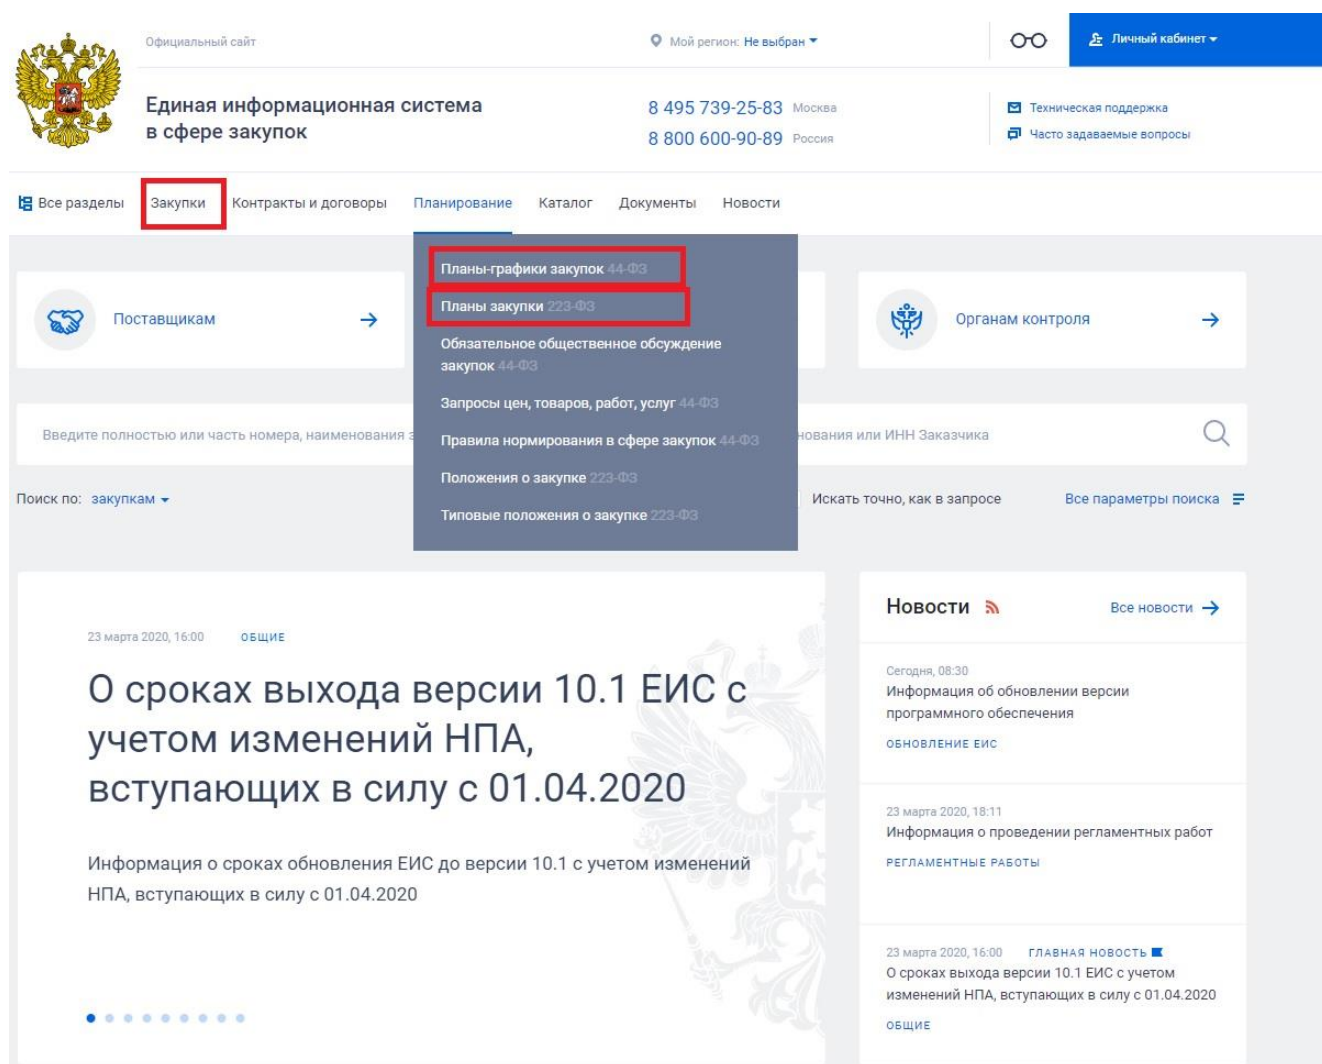 Официальный сайт
Мой регион: Не выбран
Личный кабинет
Единая информационная система
в сфере закупок
8 495 739-25-83 Москва
8 800 600-90-89 Россия
Техническая поддержка
Часто задаваемые вопросы
Все разделы Закупки Контракты и договоры Планирование Каталог Документы Новости
Планы-графики закупок 44-ФЗ
Планы закупки 223-ФЗ
Обязательное общественное обсуждение
закупок 44-ФЗ
Запросы цен, товаров, работ, услуг 44-ФЗ
Правила нормирования в сфере закупок 44-ФЗ
Положения о закупке 223-ФЗ
Типовые положения о закупке 223-ФЗ
Поставщикам
Органам контроля
Введите полностью или часть номера, наименования
или ИНН Заказчика
Поиск по: закупкам
Искать точно, как в запросе
Все параметры поиска
23 марта 2020, 16:00 ОБЩИЕ
О сроках выхода версии 10.1 ЕИС с
учетом изменений НПА,
вступающих в силу с 01.04.2020
Информация о сроках обновления ЕИС до версии 10.1 с учетом изменений
НПА, вступающих в силу с 01.04.2020
Новости
Все новости
Сегодня, 08:30
Информация об обновлении версии
программного обеспечения
ОБНОВЛЕНИЕ ЕИС
23 марта 2020, 18:11
Информация о проведении регламентных работ
РЕГЛАМЕНТНЫЕ РАБОТЫ
23 марта 2020, 16:00 ГЛАВНАЯ НОВОСТЬ
О сроках выхода версии 10.1 ЕИС с учетом
изменений НПА, вступающих в силу с 01.04.2020
ОБЩИЕ